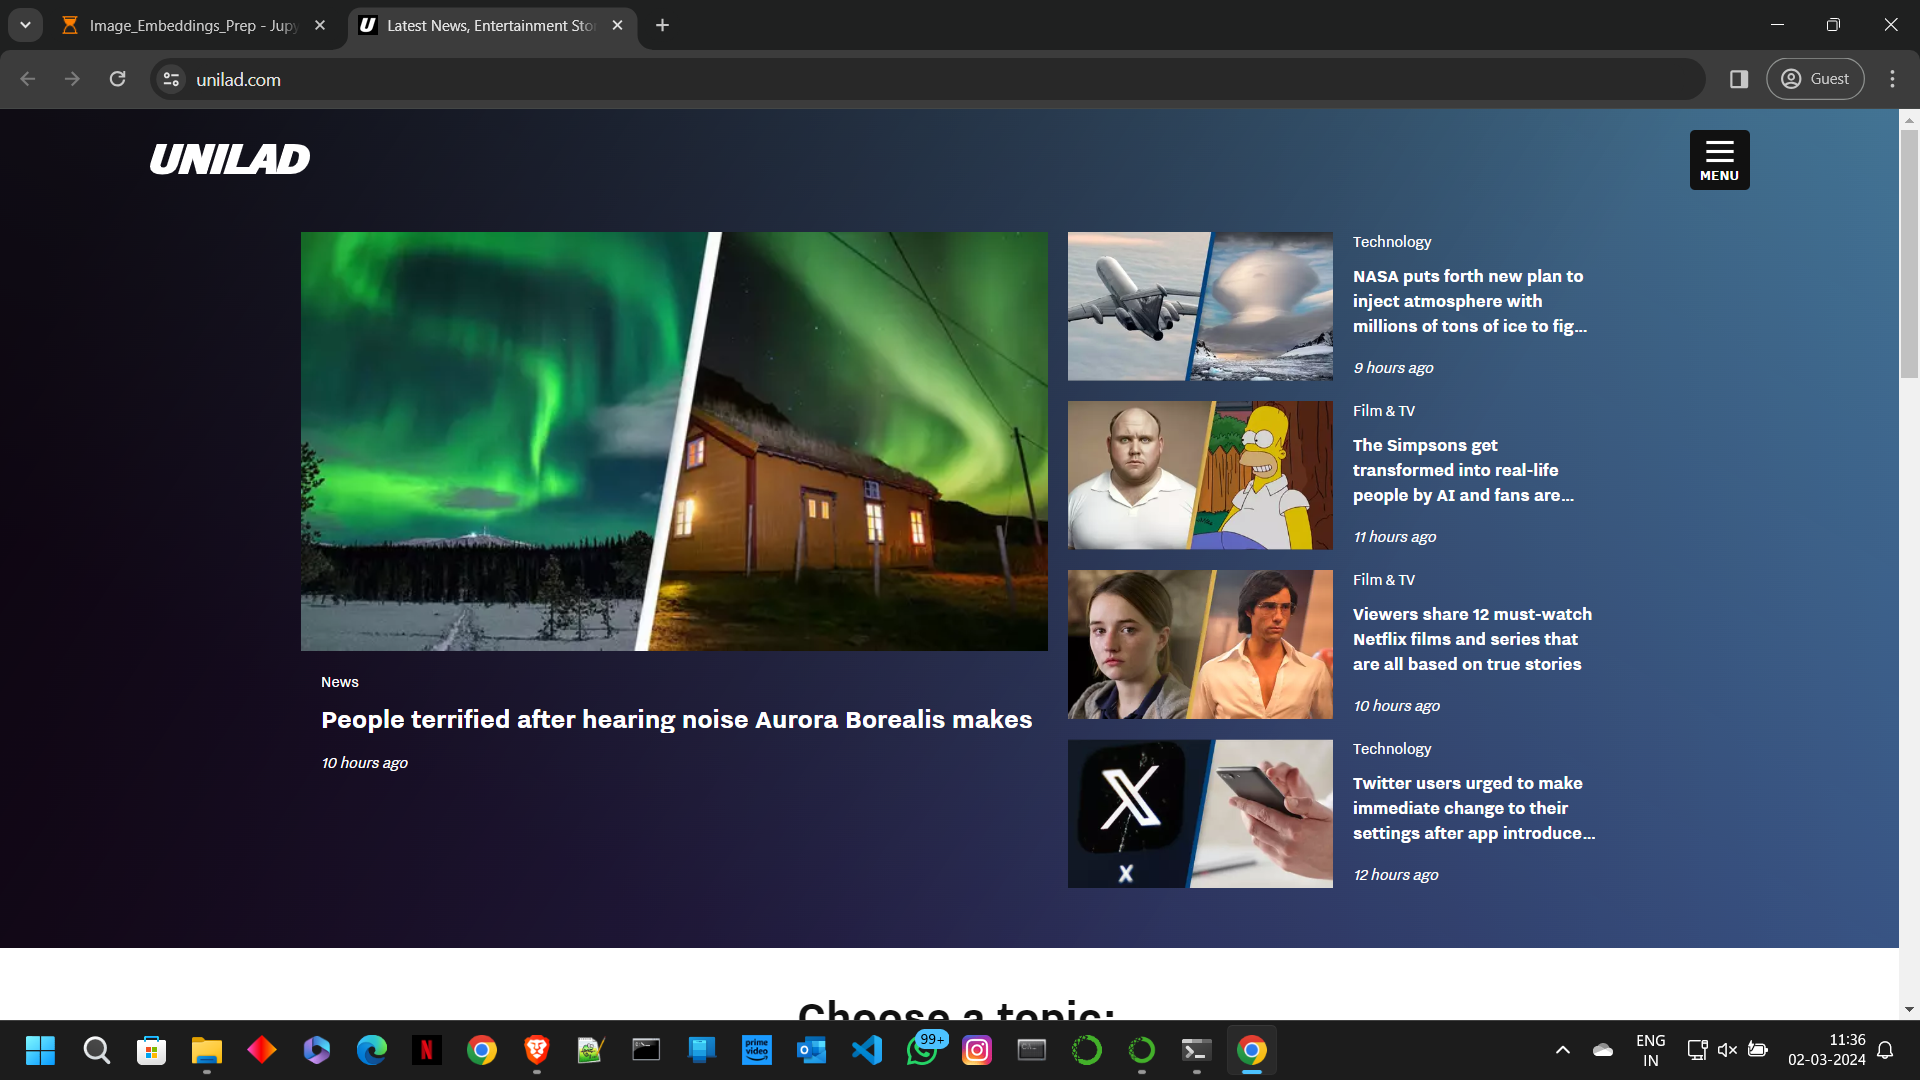 Image_Embeddings_Prep - Jupy
Latest News, Entertainment Sto
unilad.com
Guest
UNILAD
MENU
News
People terrified after hearing noise Aurora Borealis makes
10 hours ago
Technology
NASA puts forth new plan to
inject atmosphere with
millions of tons of ice to fig...
9 hours ago
Film & TV
The Simpsons get
transformed into real-life
people by AI and fans are...
11 hours ago
Film & TV
Viewers share 12 must-watch
Netflix films and series that
are all based on true stories
10 hours ago
X
Technology
Twitter users urged to make
immediate change to their
settings after app introduce...
12 hours ago
Choose a topic:
prime video
99+
ENG
IN
11:36
02-03-2024